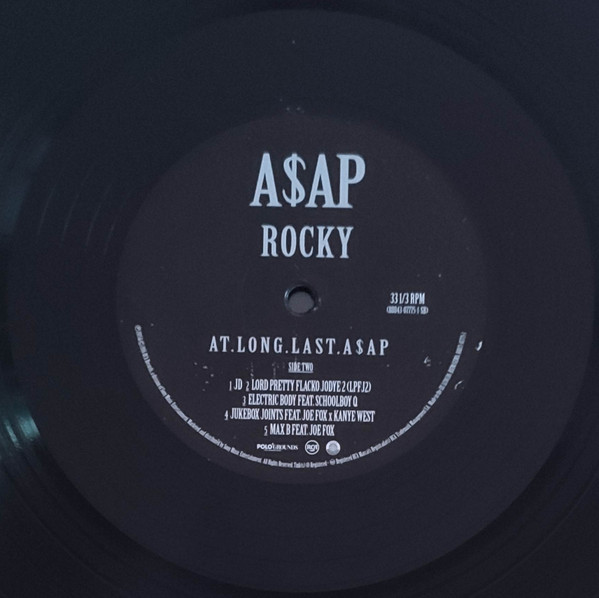 A$AP
ROCKY
33 1/3 RPM
AT.LONG.LAST.A$AP
SIDE TWO
1 JD 2 LORD PRETTY FLACKO JODYE 2 (LPFJ2)
3 ELECTRIC BODY FEAT. SCHOOLBOY Q
4 JUKEBOX JOINTS FEAT. JOE FOX x KANYE WEST
5 MAX B FEAT. JOE FOX
POLO GROUNDS